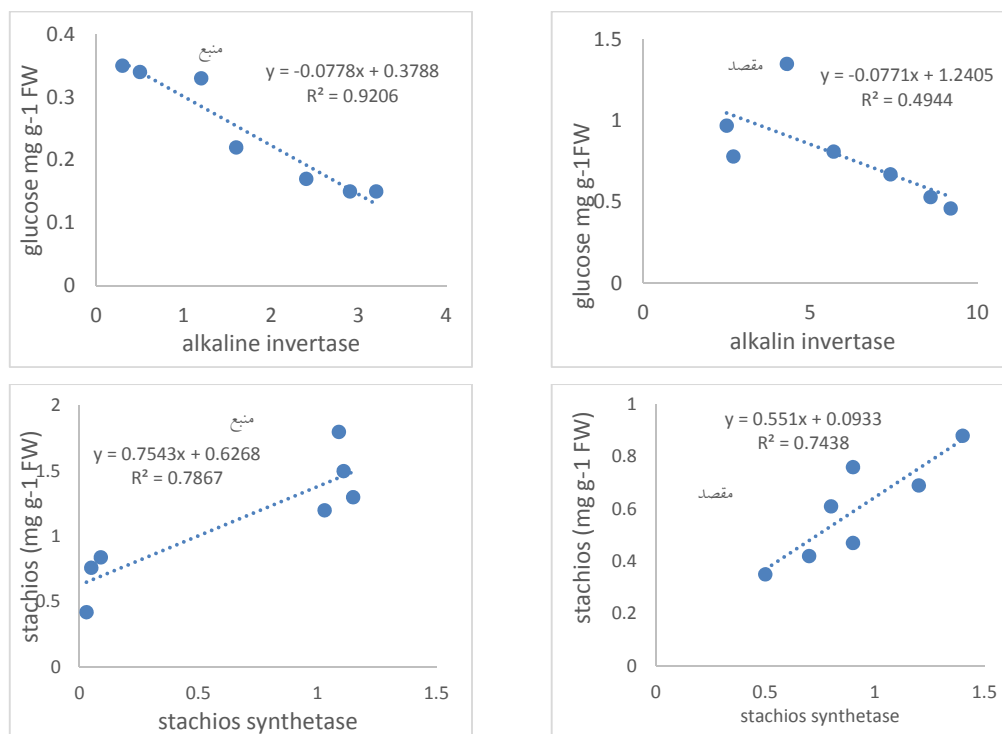 0.4
0.3
0.2
0.1
0
0
1
2
3
4
glucose mg g-1 FW
alkaline invertase
منبع
y = -0.0778x + 0.3788
R² = 0.9206
1.5
1
0.5
0
0
5
10
glucose mg g-1FW
alkalin invertase
مقصد
y = -0.0771x + 1.2405
R² = 0.4944
2
1.5
1
0.5
0
0
0.5
1
1.5
stachios (mg g-1 FW)
stachios synthetase
منبع
y = 0.7543x + 0.6268
R² = 0.7867
1
0.8
0.6
0.4
0.2
0
0
0.5
1
1.5
stachios (mg g-1 FW)
stachios synthetase
y = 0.551x + 0.0933
R² = 0.7438
مقصد